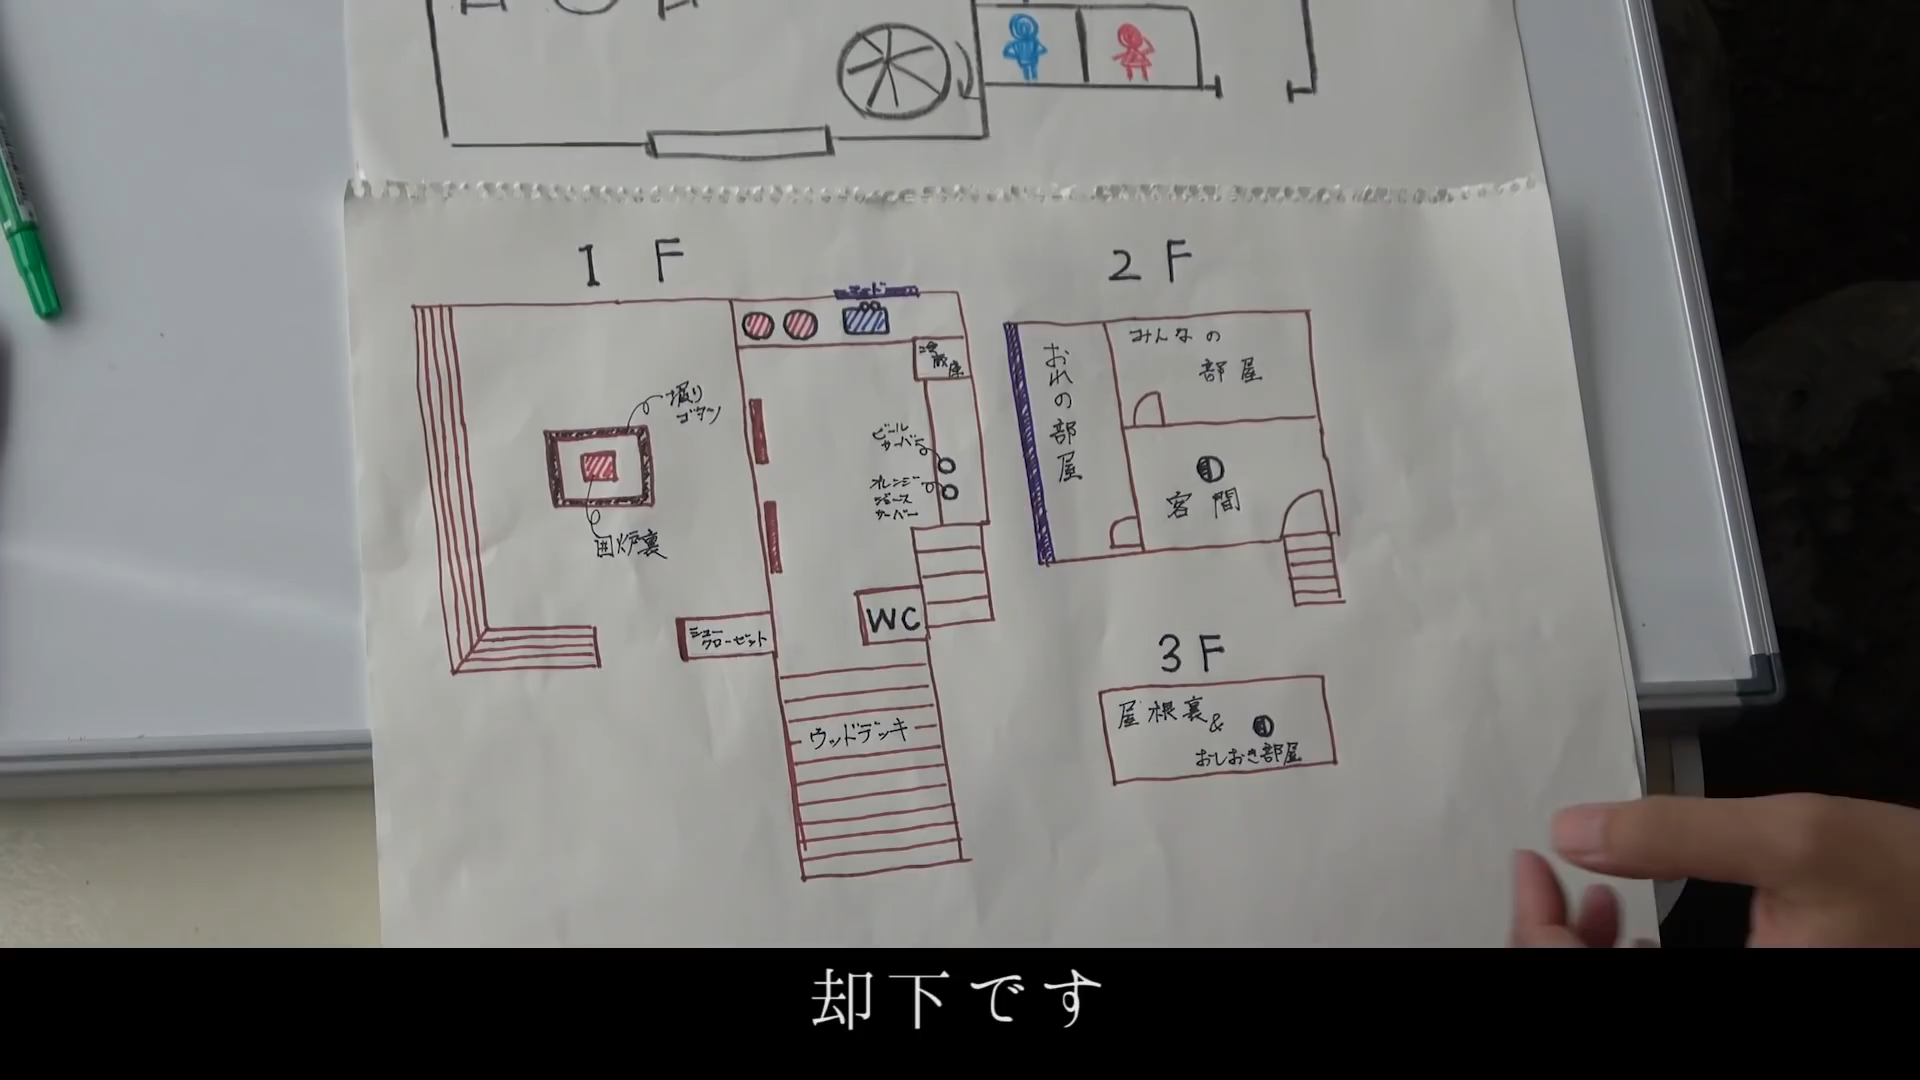 1 F
2 F
堀り
ゴタツ
囲炉裏
冷
蔵
庫
ビール
サーバー
オレンジ
ジュース
サーバー
シュー
クローゼット
WC
ウッドデッキ
おれの部屋
みんなの
部屋
客間
3F
屋根裏&
おしおき部屋
却下です